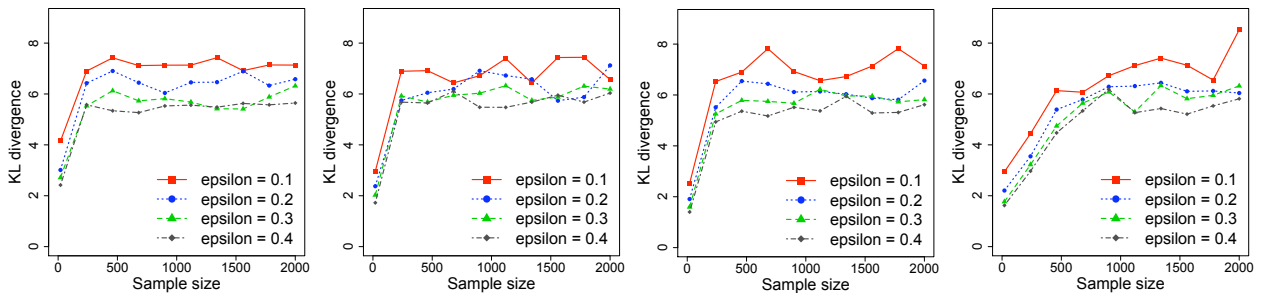 KL divergence
0 2 4 6 8
0 500 1000 1500 2000
Sample size
epsilon = 0.1
epsilon = 0.2
epsilon = 0.3
epsilon = 0.4
KL divergence
0 2 4 6 8
0 500 1000 1500 2000
Sample size
epsilon = 0.1
epsilon = 0.2
epsilon = 0.3
epsilon = 0.4
KL divergence
0 2 4 6 8
0 500 1000 1500 2000
Sample size
epsilon = 0.1
epsilon = 0.2
epsilon = 0.3
epsilon = 0.4
KL divergence
0 2 4 6 8
0 500 1000 1500 2000
Sample size
epsilon = 0.1
epsilon = 0.2
epsilon = 0.3
epsilon = 0.4